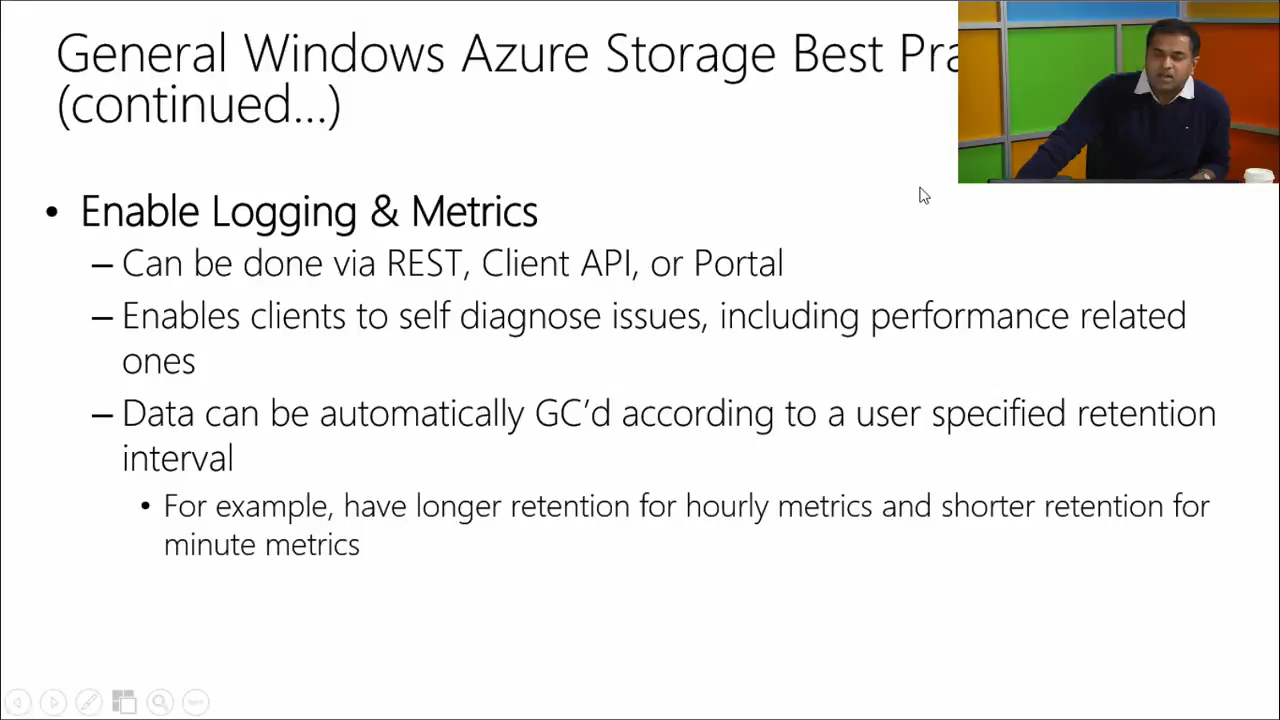 General Windows Azure Storage Best
(continued...)
• Enable Logging & Metrics
– Can be done via REST, Client API, or Portal
– Enables clients to self diagnose issues, including performance related
ones
– Data can be automatically GC'd according to a user specified retention
interval
• For example, have longer retention for hourly metrics and shorter retention for
minute metrics